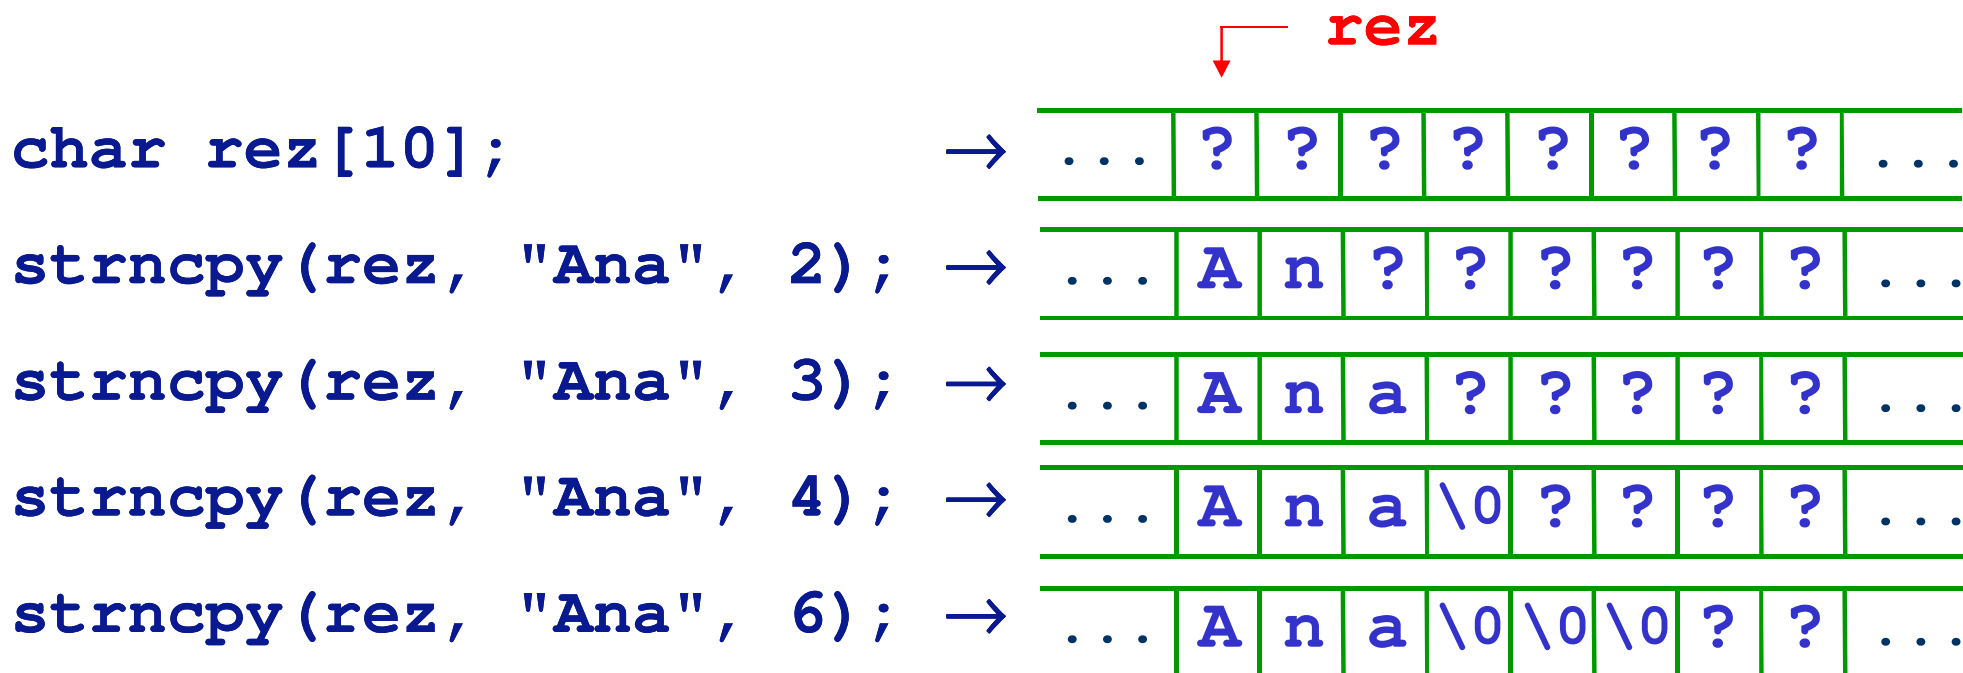 rez
char rez[10]; → ... ? ? ? ? ? ? ? ? ...
strncpy(rez, "Ana", 2); → ... A n ? ? ? ? ? ? ...
strncpy(rez, "Ana", 3); → ... A n a ? ? ? ? ? ...
strncpy(rez, "Ana", 4); → ... A n a \0 ? ? ? ? ...
strncpy(rez, "Ana", 6); → ... A n a \0 \0 \0 ? ? ...